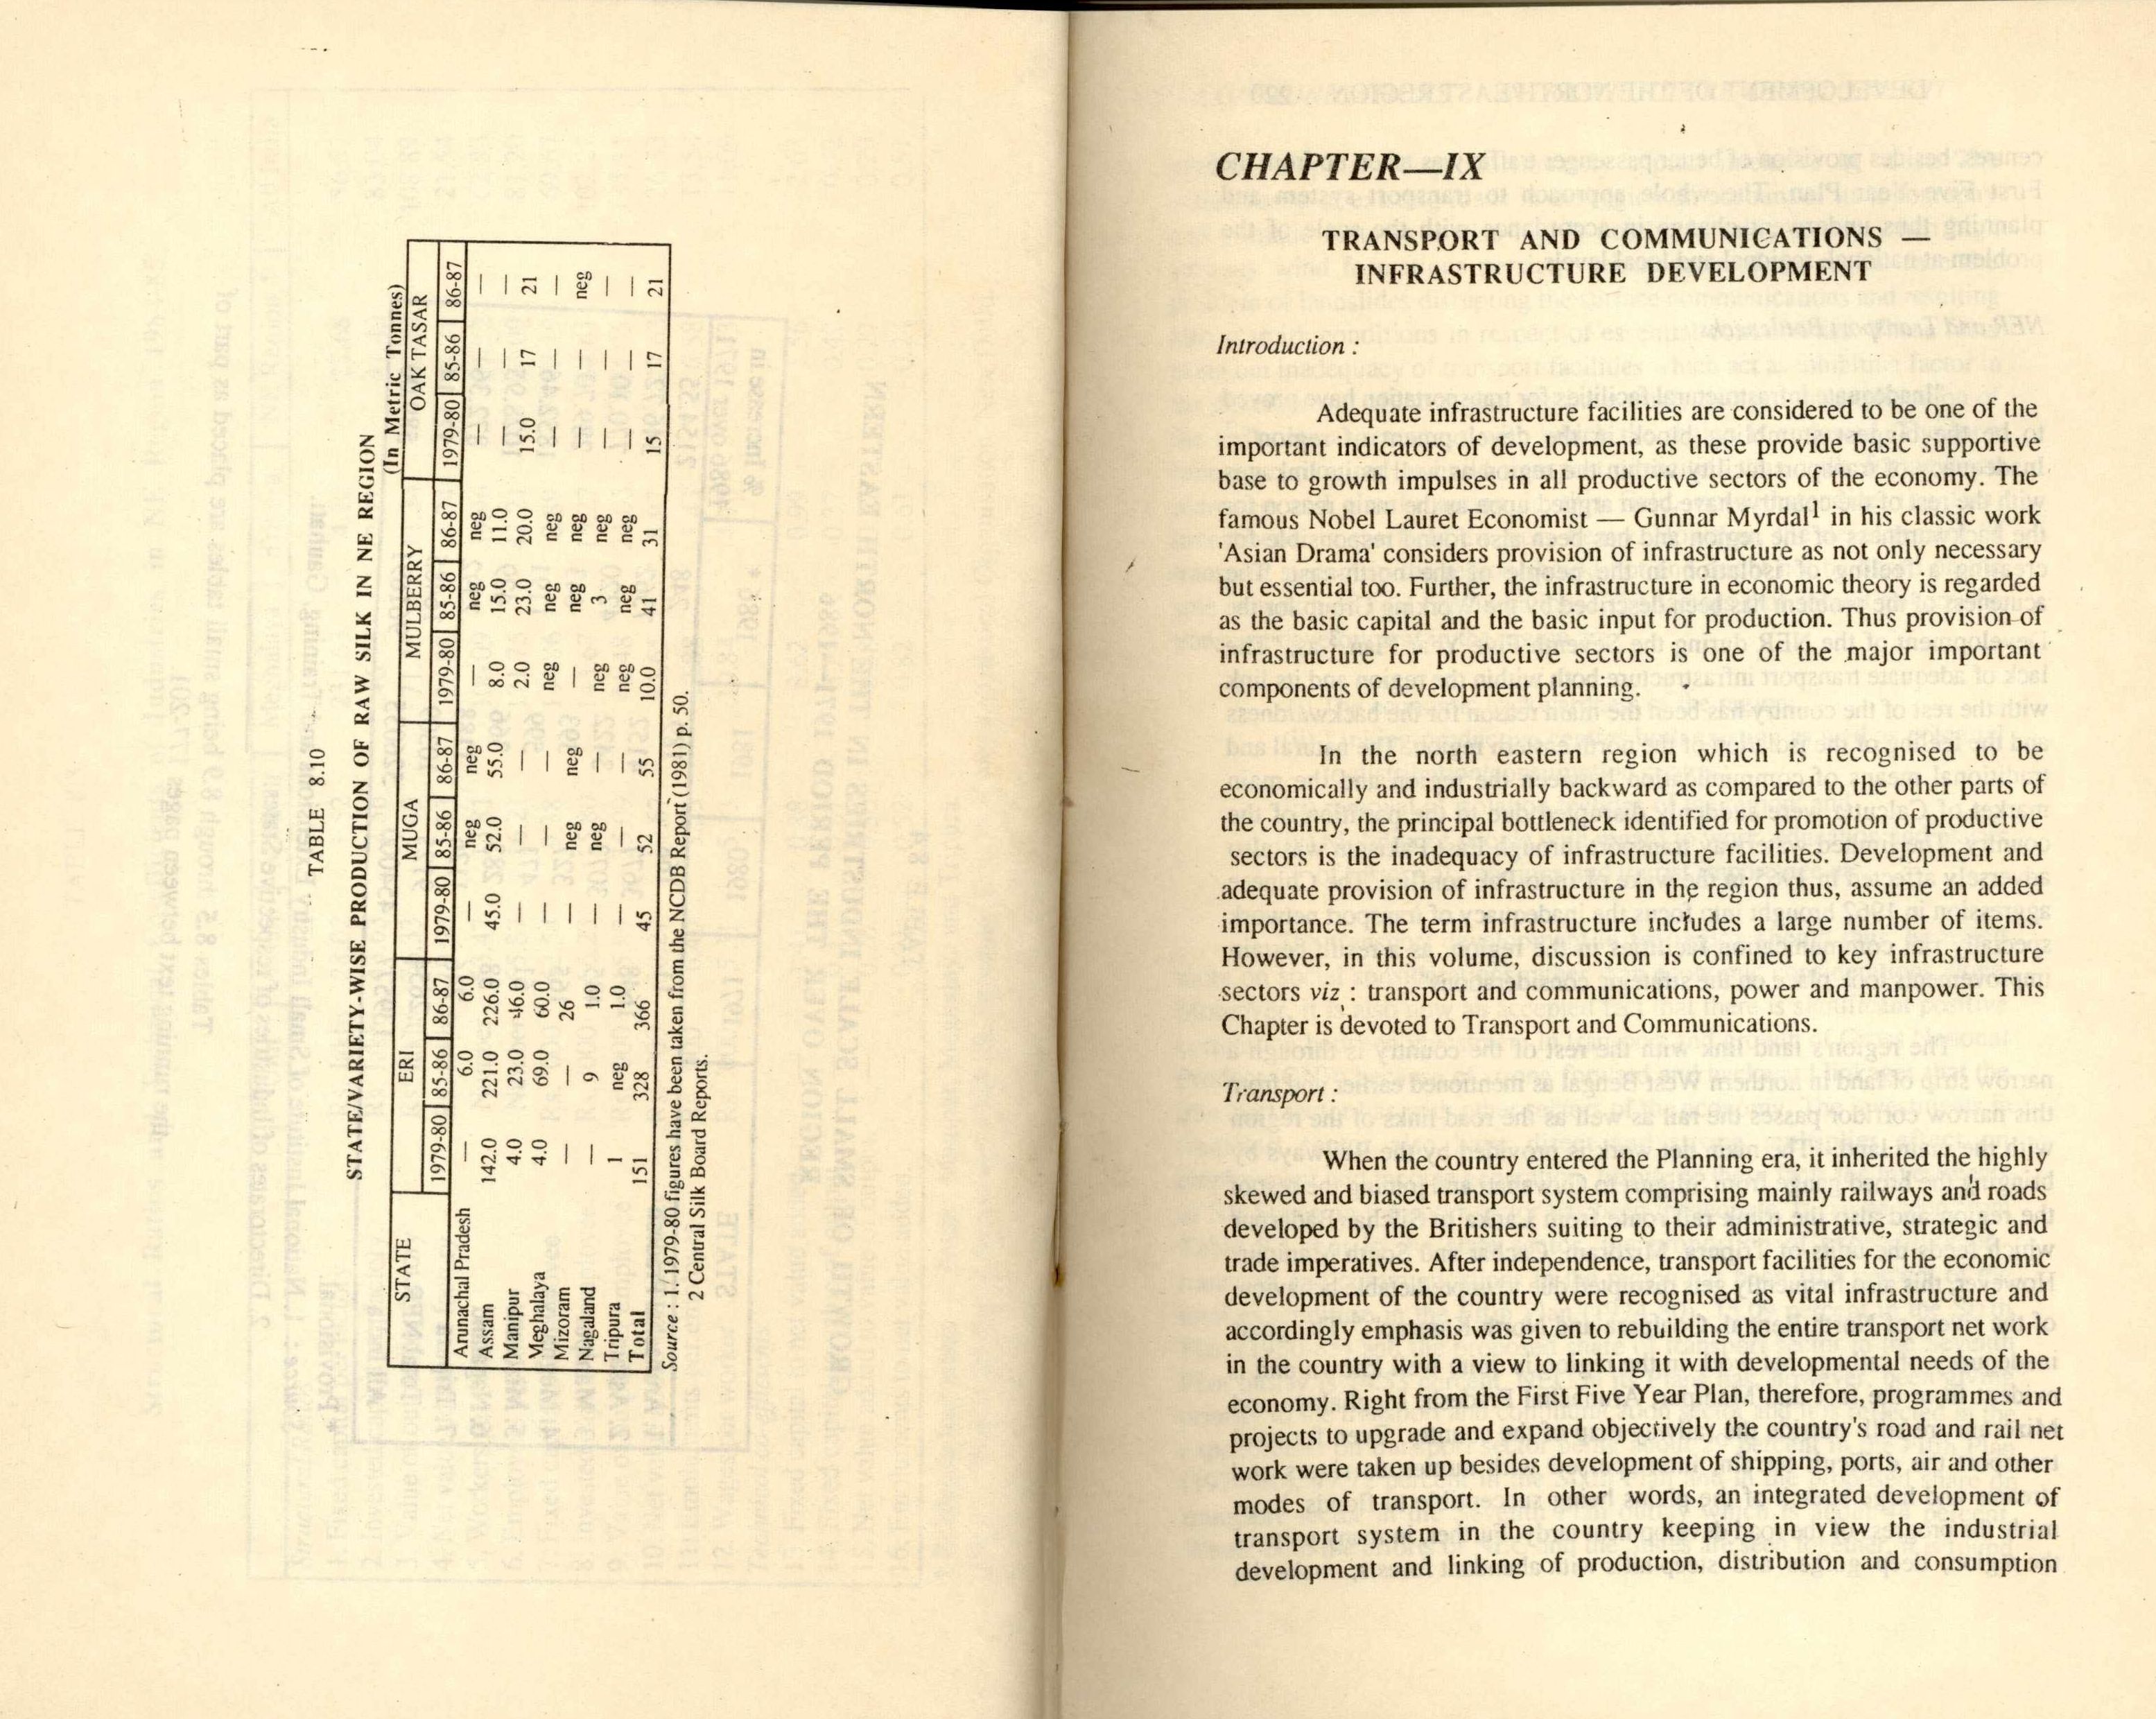 TABLE 8.10
STATE/VARIETY-WISE PRODUCTION OF RAW SILK IN NE REGION
(In Metric Tonnes)
STATE ERI MUGA MULBERRY OAK TASAR
1979-80 85-86 86-87 1979-80 85-86 86-87 1979-80 85-86 86-87 1979-80 85-86 86-87
Arunachal Pradesh — 6.0 6.0 — neg neg — neg neg — — —
Assam 142.0 221.0 226.0 45.0 52.0 55.0 8.0 15.0 11.0 — — —
Manipur 4.0 23.0 46.0 — — — 2.0 23.0 20.0 15.0 17 21
Meghalaya 4.0 69.0 60.0 — — — neg neg neg — — —
Mizoram — — 26 — neg neg — neg neg — — neg
Nagaland — 9 1.0 — neg — neg 3 neg — — —
Tripura 1 neg 1.0 — — — neg neg neg — — —
Total 151 328 366 45 52 55 10.0 41 31 15 17 21
Source : 1. 1979-80 figures have been taken from the NCDB Report (1981) p. 50.
2 Central Silk Board Reports.
CHAPTER—IX
TRANSPORT AND COMMUNICATIONS —
INFRASTRUCTURE DEVELOPMENT
Introduction :
Adequate infrastructure facilities are considered to be one of the
important indicators of development, as these provide basic supportive
base to growth impulses in all productive sectors of the economy. The
famous Nobel Lauret Economist — Gunnar Myrdal¹ in his classic work
'Asian Drama' considers provision of infrastructure as not only necessary
but essential too. Further, the infrastructure in economic theory is regarded
as the basic capital and the basic input for production. Thus provision of
infrastructure for productive sectors is one of the major important
components of development planning.
In the north eastern region which is recognised to be
economically and industrially backward as compared to the other parts of
the country, the principal bottleneck identified for promotion of productive
sectors is the inadequacy of infrastructure facilities. Development and
adequate provision of infrastructure in the region thus, assume an added
importance. The term infrastructure includes a large number of items.
However, in this volume, discussion is confined to key infrastructure
sectors viz : transport and communications, power and manpower. This
Chapter is devoted to Transport and Communications.
Transport :
When the country entered the Planning era, it inherited the highly
skewed and biased transport system comprising mainly railways and roads
developed by the Britishers suiting to their administrative, strategic and
trade imperatives. After independence, transport facilities for the economic
development of the country were recognised as vital infrastructure and
accordingly emphasis was given to rebuilding the entire transport net work
in the country with a view to linking it with developmental needs of the
economy. Right from the First Five Year Plan, therefore, programmes and
projects to upgrade and expand objectively the country's road and rail net
work were taken up besides development of shipping, ports, air and other
modes of transport. In other words, an integrated development of
transport system in the country keeping in view the industrial
development and linking of production, distribution and consumption